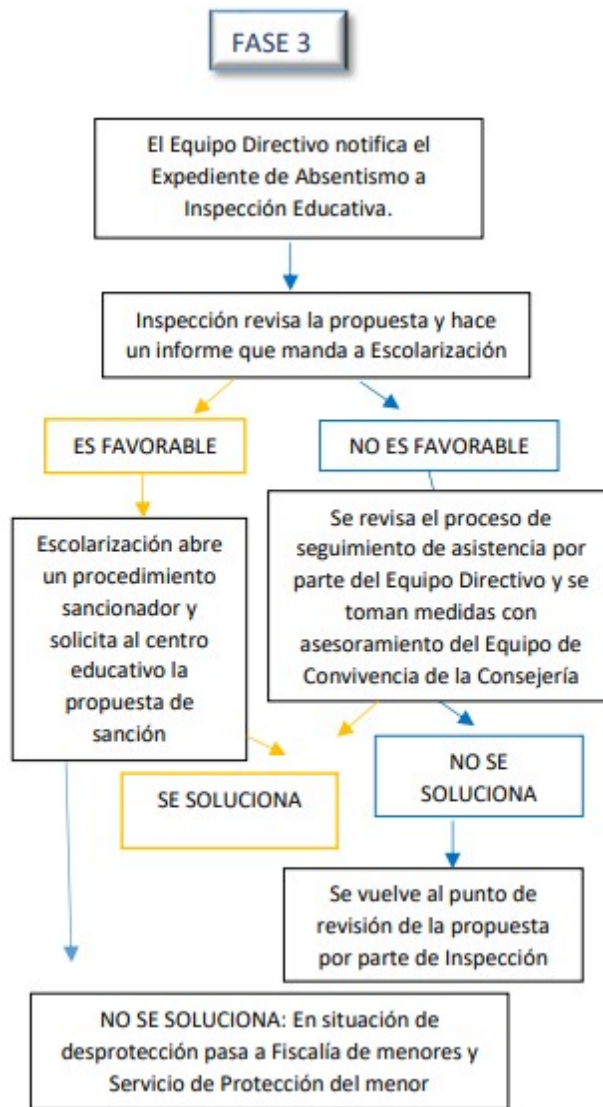 FASE 3
El Equipo Directivo notifica el
Expediente de Absentismo a
Inspección Educativa.
Inspección revisa la propuesta y hace
un informe que manda a Escolarización
ES FAVORABLE
NO ES FAVORABLE
Escolarización abre
un procedimiento
sancionador y
solicita al centro
educativo la
propuesta de
sanción
Se revisa el proceso de
seguimiento de asistencia por
parte del Equipo Directivo y se
toman medidas con
asesoramiento del Equipo de
Convivencia de la Consejería
SE SOLUCIONA
NO SE
SOLUCIONA
Se vuelve al punto de
revisión de la propuesta
por parte de Inspección
NO SE SOLUCIONA: En situación de
desprotección pasa a Fiscalía de menores y
Servicio de Protección del menor